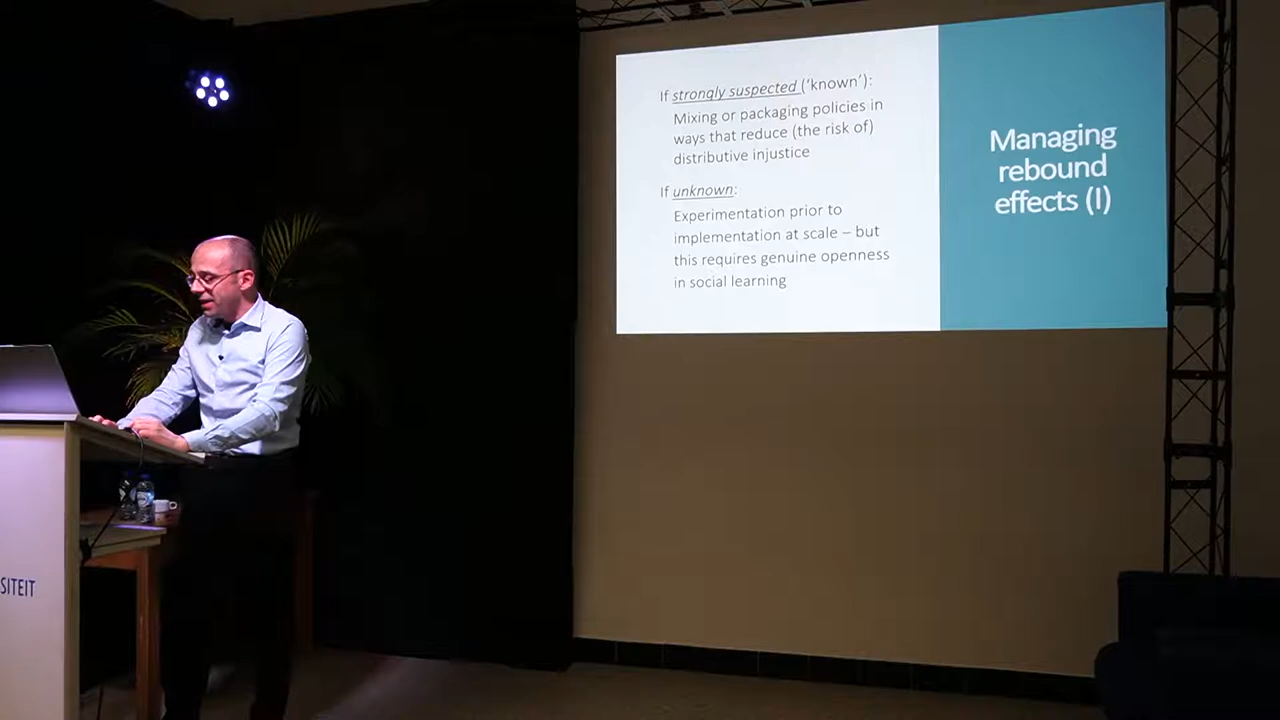 If strongly suspected (‘known’):
Mixing or packaging policies in
ways that reduce (the risk of)
distributive injustice
If unknown:
Experimentation prior to
implementation at scale – but
this requires genuine openness
in social learning
Managing
rebound
effects (I)
SITEIT